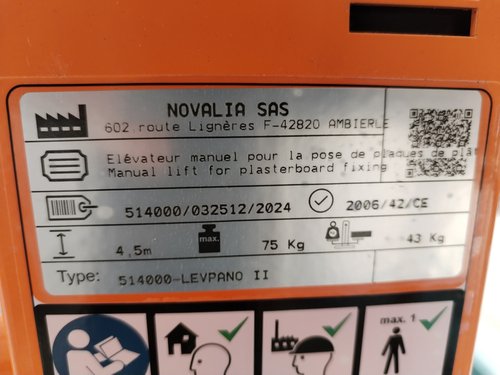 NOVALIA SAS
602 route Lignères F-42820 AMBIERLE
Elévateur manuel pour la pose de plaques de plâ
Manual lift for plasterboard fixing
514000/032512/2024 2006/42/CE
4,5m max. 75 Kg 43 Kg
Type: 514000-LEVPANO II
max. 1